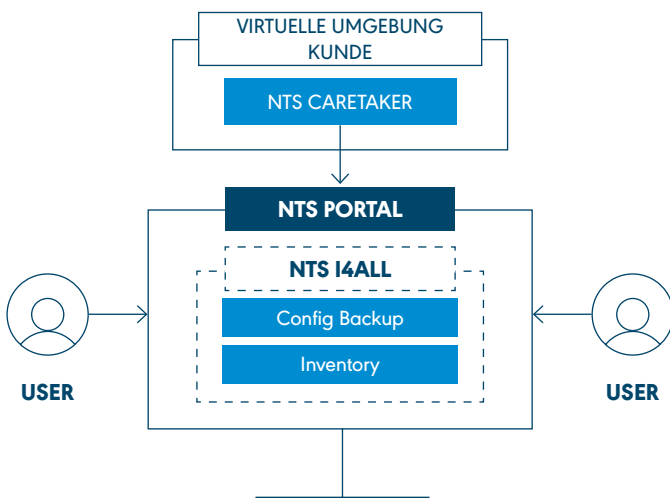 VIRTUELLE UMGEBUNG
KUNDE
NTS CARETAKER
NTS PORTAL
NTS I4ALL
Config Backup
Inventory
USER
USER